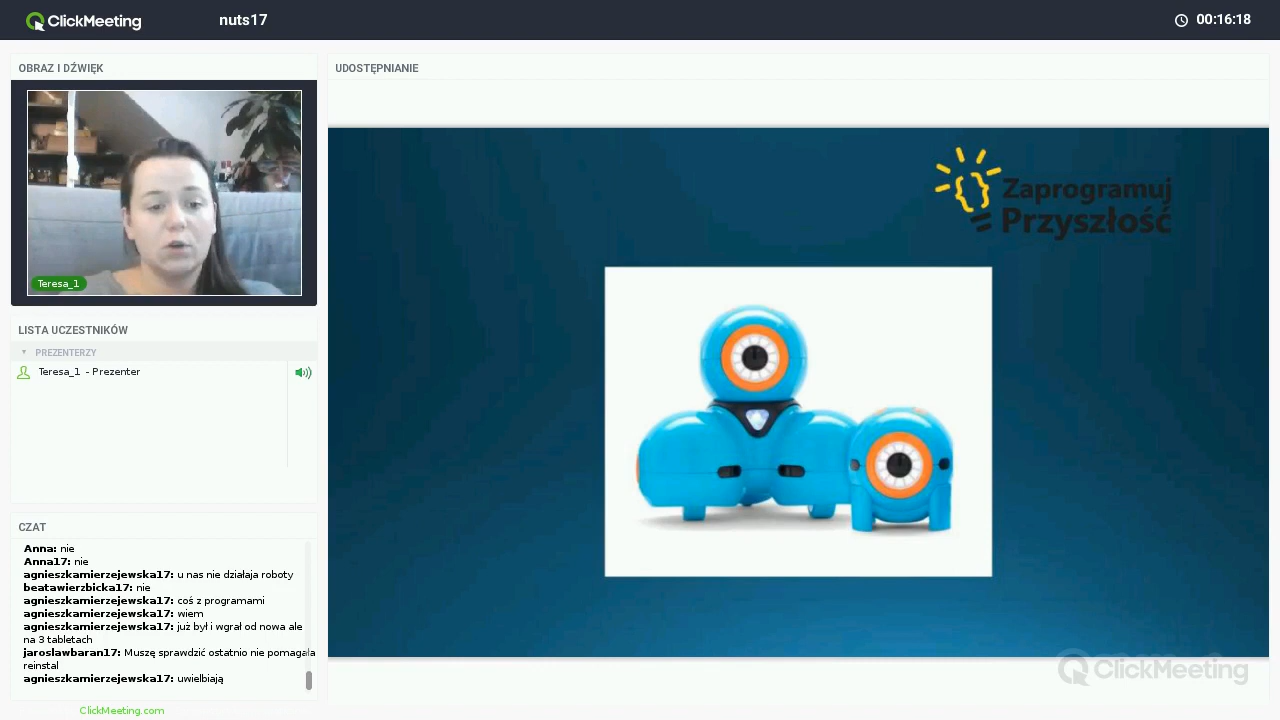 ClickMeeting
nuts17
00:16:18
OBRAZ I DŹWIĘK
UDOSTĘPNIANIE
Zaprogramuj
Przyszłość
Teresa_1
LISTA UCZESTNIKÓW
PREZENTERZY
Teresa_1 - Prezenter
CZAT
Anna: nie
Anna17: nie
agnieszkamierzejewska17: u nas nie działaja roboty
beatawierzbicka17: nie
agnieszkamierzejewska17: coś z programami
agnieszkamierzejewska17: wiem
agnieszkamierzejewska17: już był i wgrał od nowa ale
na 3 tabletach
jaroslawbaran17: Muszę sprawdzić ostatnio nie pomagała
reinstal
agnieszkamierzejewska17: uwielbiają
ClickMeeting
ClickMeeting.com